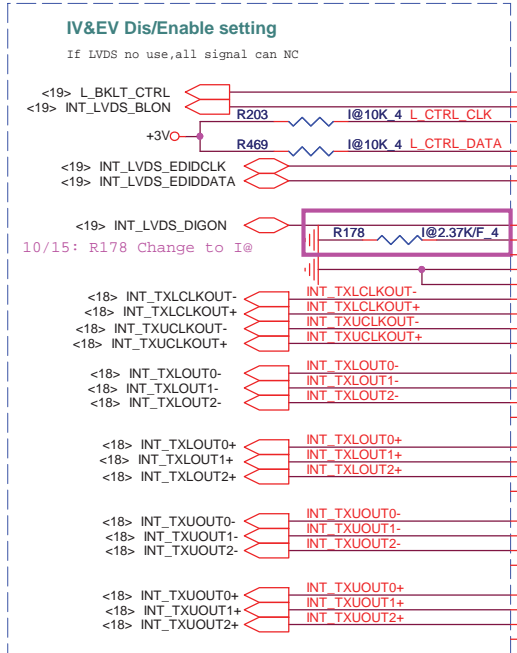 IV&EV Dis/Enable setting
If LVDS no use,all signal can NC
<19> L_BKLT_CTRL
<19> INT_LVDS_BLON
R203 I@10K_4 L_CTRL_CLK
+3V
R469 I@10K_4 L_CTRL_DATA
<19> INT_LVDS_EDIDCLK
<19> INT_LVDS_EDIDDATA
<19> INT_LVDS_DIGON
R178 I@2.37K/F_4
10/15: R178 Change to I@
<18> INT_TXLCLKOUT- INT_TXLCLKOUT-
<18> INT_TXLCLKOUT+ INT_TXLCLKOUT+
<18> INT_TXUCLKOUT- INT_TXUCLKOUT-
<18> INT_TXUCLKOUT+ INT_TXUCLKOUT+
<18> INT_TXLOUT0- INT_TXLOUT0-
<18> INT_TXLOUT1- INT_TXLOUT1-
<18> INT_TXLOUT2- INT_TXLOUT2-
<18> INT_TXLOUT0+ INT_TXLOUT0+
<18> INT_TXLOUT1+ INT_TXLOUT1+
<18> INT_TXLOUT2+ INT_TXLOUT2+
<18> INT_TXUOUT0- INT_TXUOUT0-
<18> INT_TXUOUT1- INT_TXUOUT1-
<18> INT_TXUOUT2- INT_TXUOUT2-
<18> INT_TXUOUT0+ INT_TXUOUT0+
<18> INT_TXUOUT1+ INT_TXUOUT1+
<18> INT_TXUOUT2+ INT_TXUOUT2+